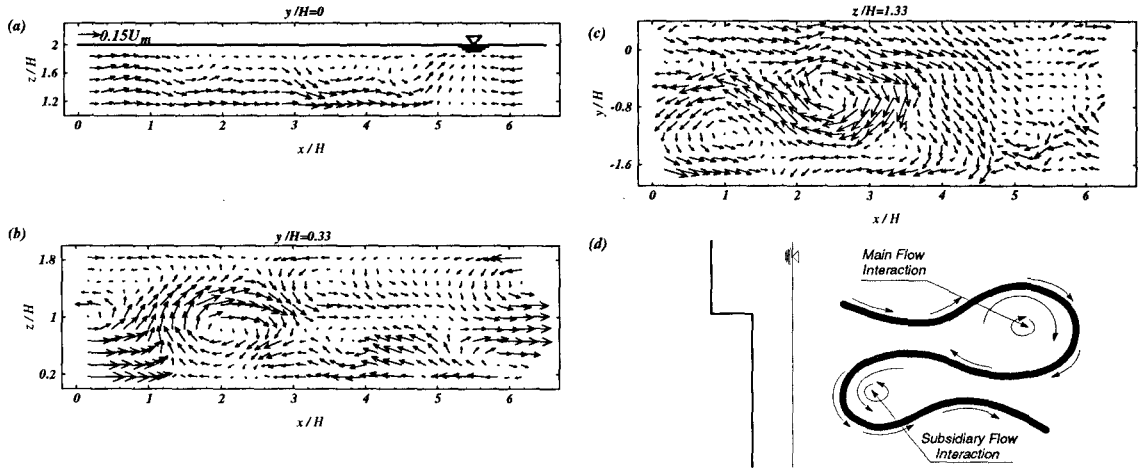 (a)
y/H=0
0.15Um
z/H
2
1.6
1.2
0 1 2 3 4 5 6
x/H
(b)
y/H=0.33
z/H
1.8
1
0.2
0 1 2 3 4 5 6
x/H
(c)
z/H=1.33
y/H
0
-0.8
-1.6
0 1 2 3 4 5 6
x/H
(d)
Main Flow
Interaction
Subsidiary Flow
Interaction